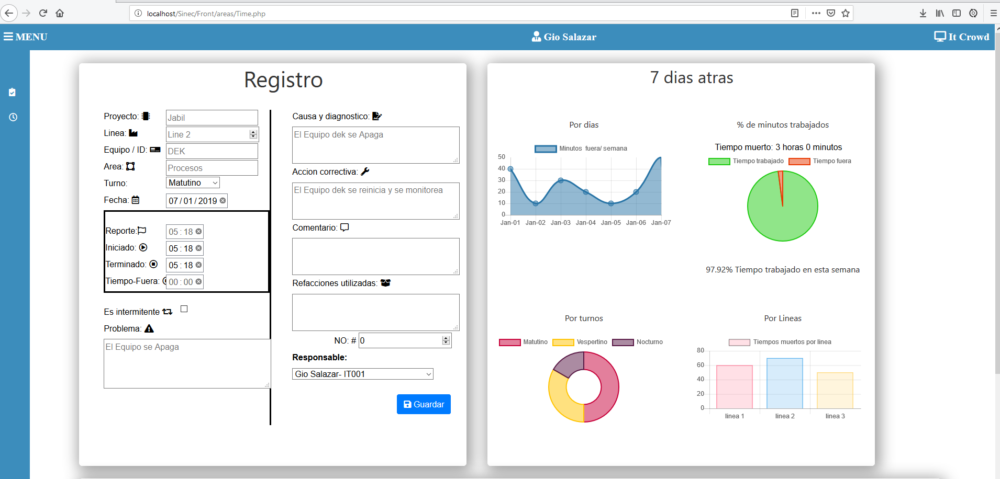 localhost/Sinec/Front/areas/Time.php
MENU
Gio Salazar
It Crowd
Registro
Proyecto:
Jabil
Linea:
Line 2
Equipo / ID:
DEK
Area:
Procesos
Turno:
Matutino
Fecha:
07/01/2019
Reporte:
05:18
Iniciado:
05:18
Terminado:
05:18
Tiempo-Fuera:
00:00
Es intermitente
Problema:
El Equipo se Apaga
Causa y diagnostico:
El Equipo dek se Apaga
Accion correctiva:
El Equipo dek se reinicia y se monitorea
Comentario:
Refacciones utilizadas:
NO: # 0
Responsable:
Gio Salazar- IT001
Guardar
7 dias atras
Por dias
Minutos fuera/ semana
50
40
30
20
10
0
Jan-01 Jan-02 Jan-03 Jan-04 Jan-05 Jan-06 Jan-07
% de minutos trabajados
Tiempo muerto: 3 horas 0 minutos
Tiempo trabajado Tiempo fuera
97.92% Tiempo trabajado en esta semana
Por turnos
Matutino Vespertino Nocturno
Por Lineas
Tiempos muertos por linea
80
60
40
20
0
linea 1 linea 2 linea 3